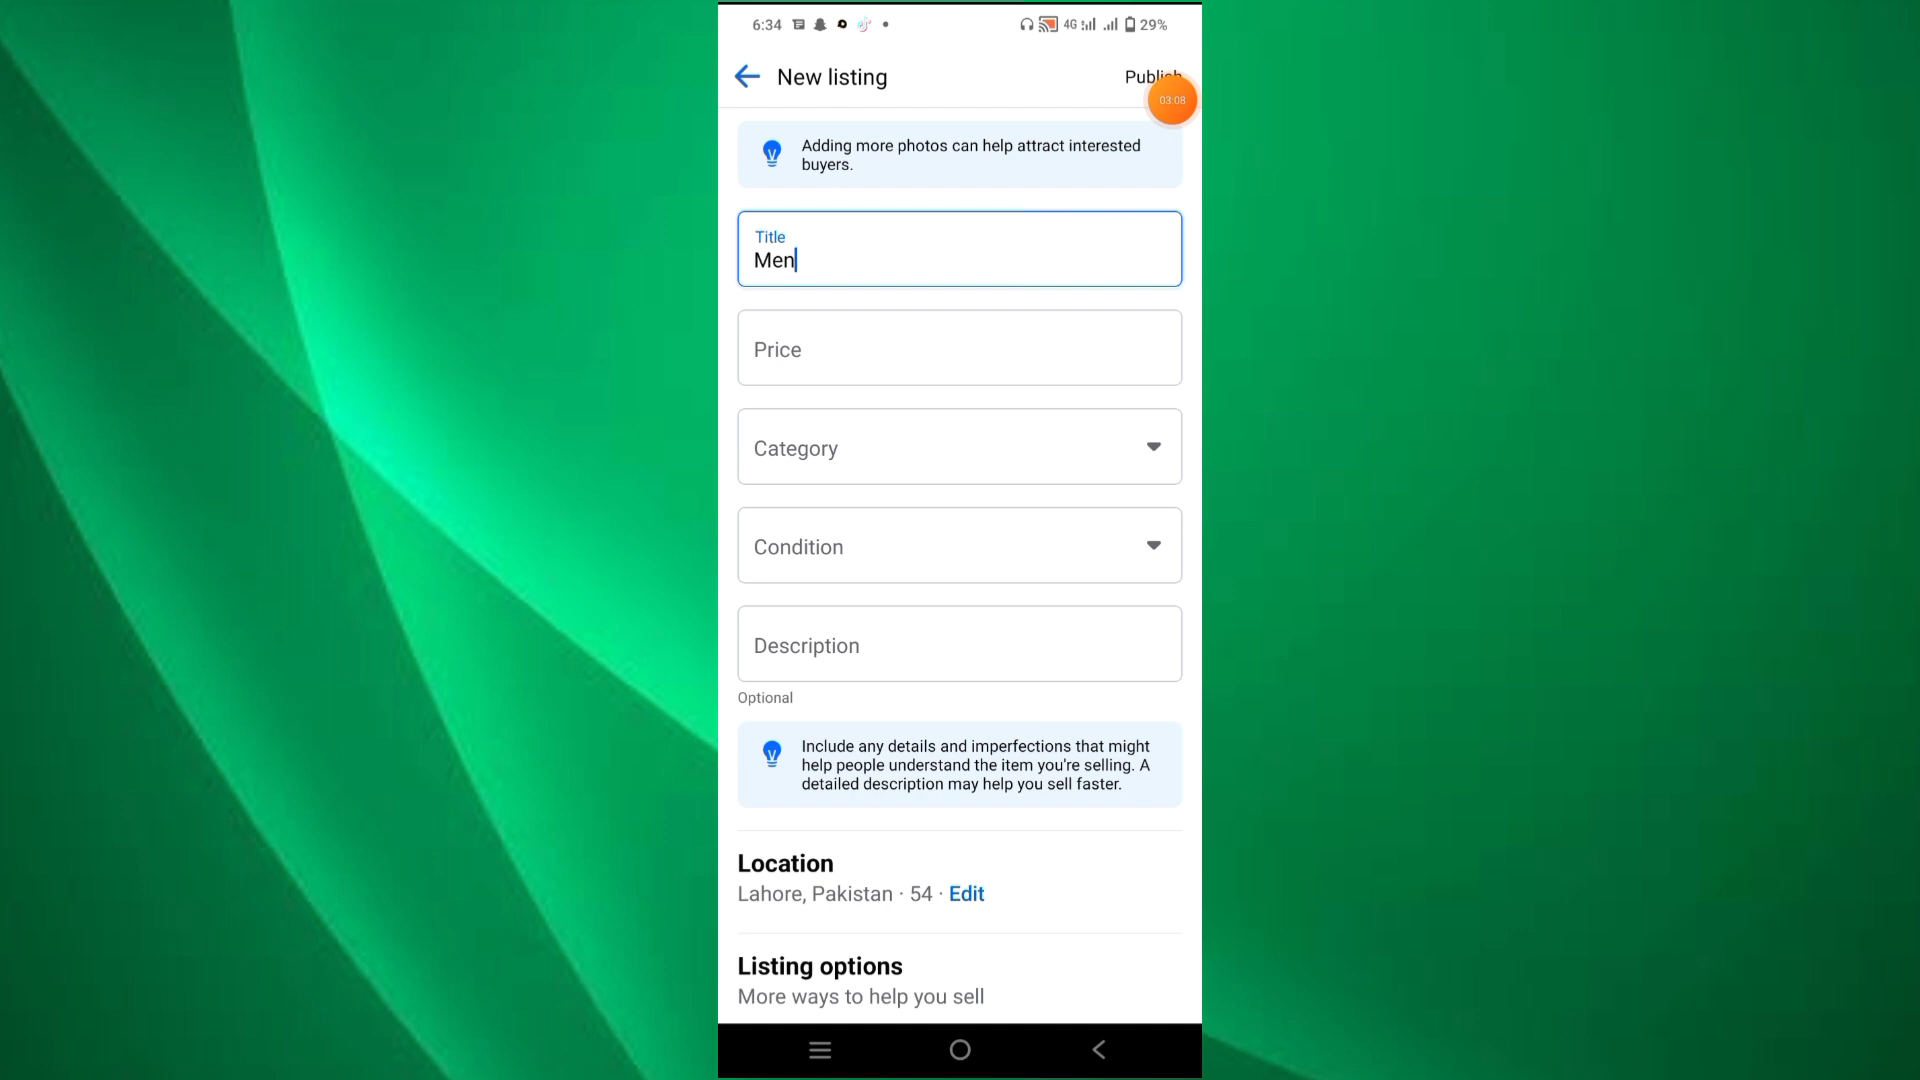 6:34 4G 29%
New listing Publish
03:08
Adding more photos can help attract interested
buyers.
Title
Men
Price
Category
Condition
Description
Optional
Include any details and imperfections that might
help people understand the item you're selling. A
detailed description may help you sell faster.
Location
Lahore, Pakistan · 54 · Edit
Listing options
More ways to help you sell